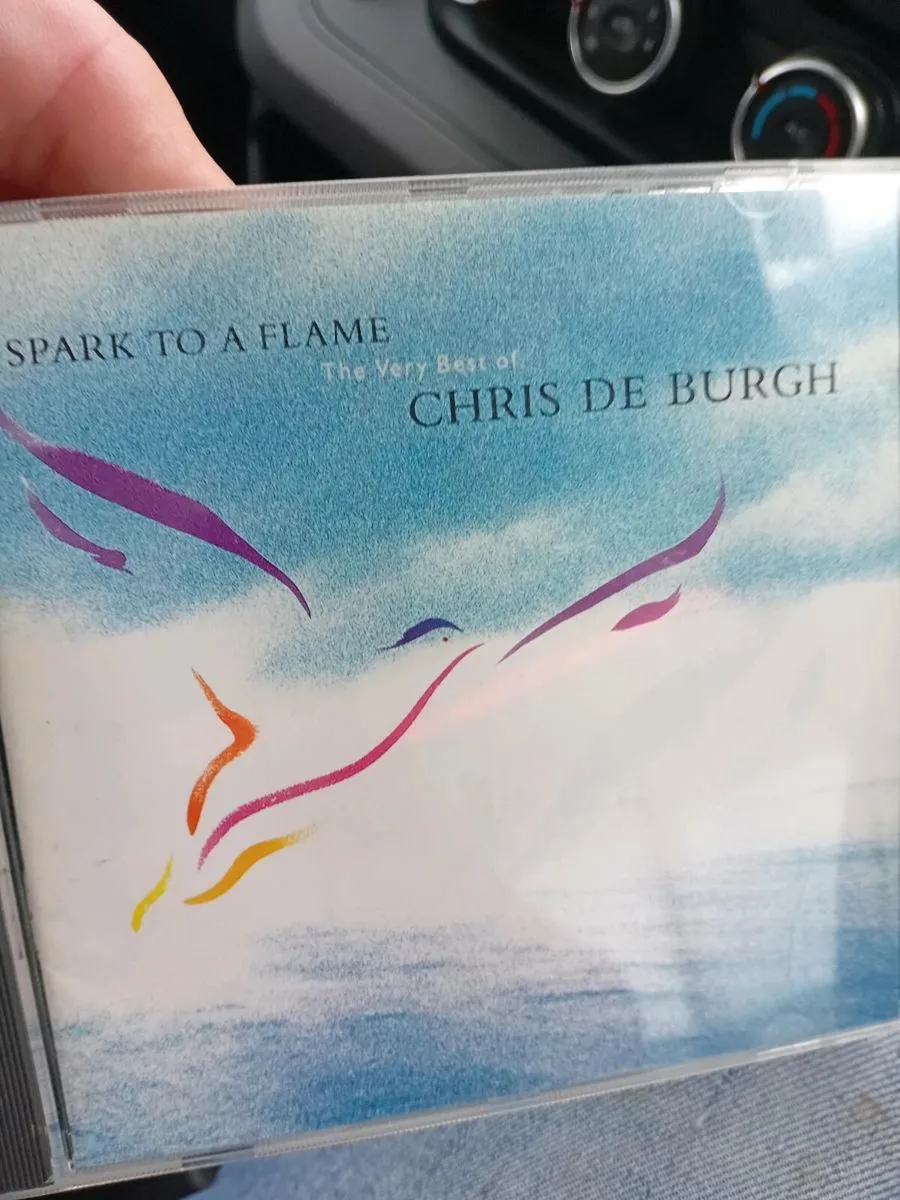 SPARK TO A FLAME
The Very Best of
CHRIS DE BURGH